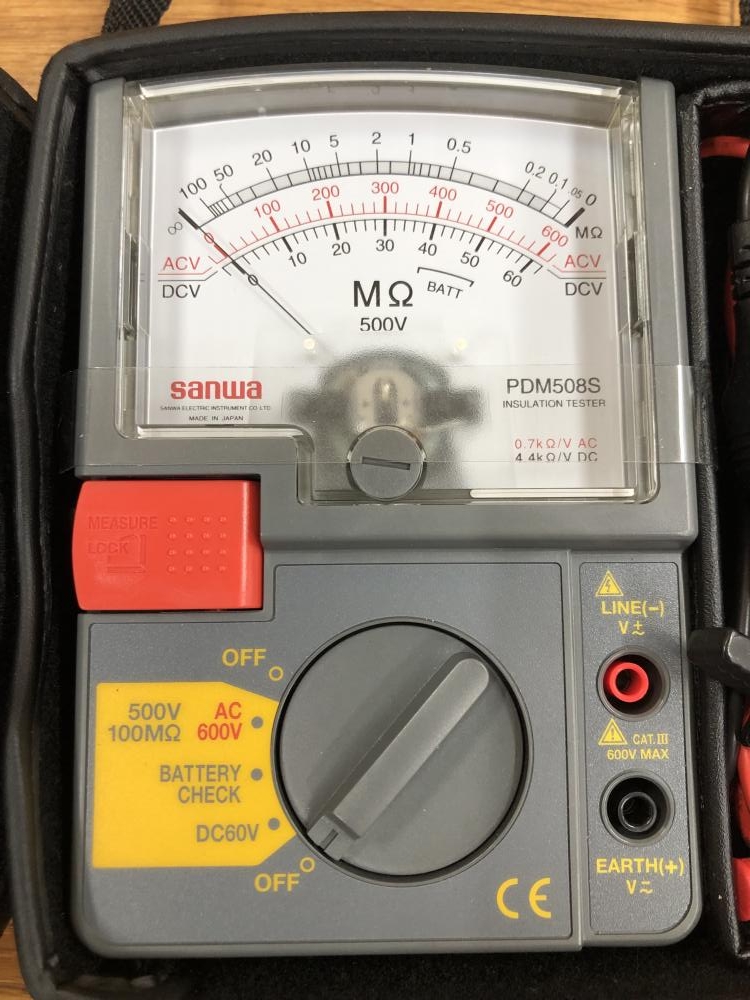 100 50 20 10 5 2 1 0.5 0.2 0.1 .05 0
∞ MΩ
0 100 200 300 400 500 600
0 10 20 30 40 50 60
ACV ACV
DCV DCV
BATT
MΩ
500V
sanwa
SANWA ELECTRIC INSTRUMENT CO.,LTD.
MADE IN JAPAN
PDM508S
INSULATION TESTER
0.7kΩ/V AC
4.4kΩ/V DC
MEASURE
LOCK
OFF
500V
100MΩ
AC
600V
BATTERY
CHECK
DC60V
OFF
CE
LINE(−)
V⎓
CAT.III
600V MAX
EARTH(+)
V⎓